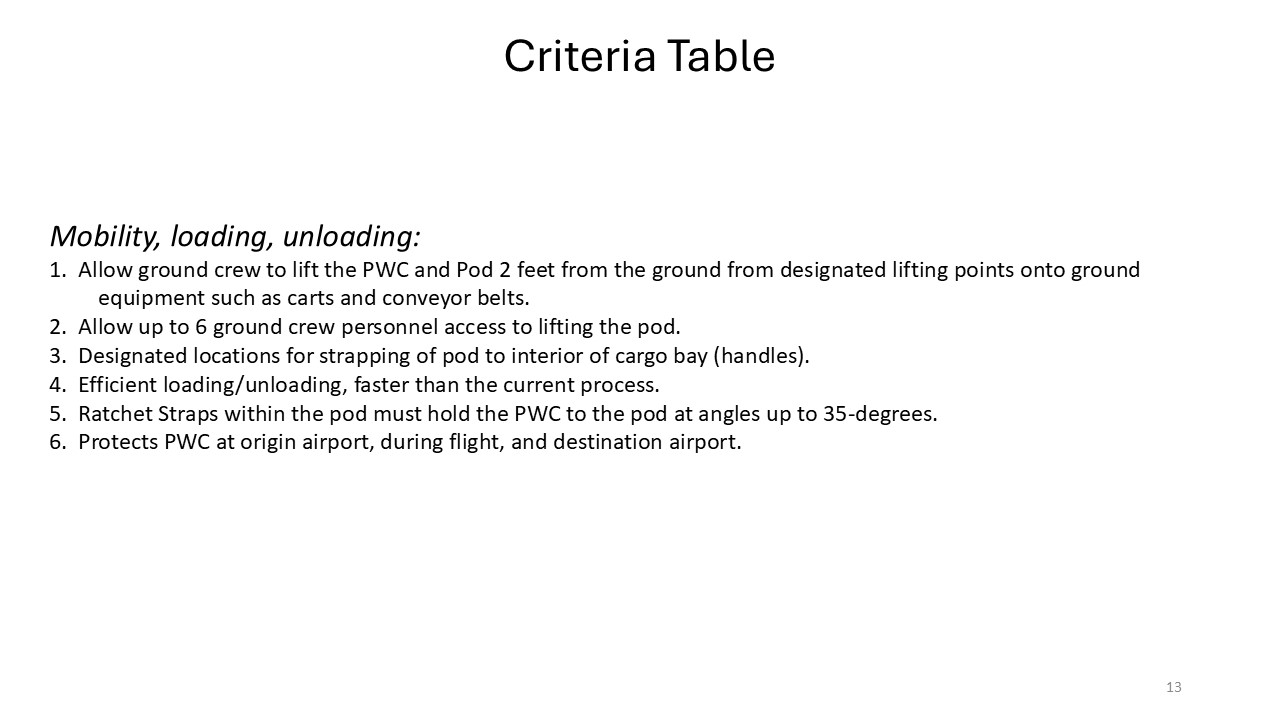 Criteria Table
Mobility, loading, unloading:
1. Allow ground crew to lift the PWC and Pod 2 feet from the ground from designated lifting points onto ground
equipment such as carts and conveyor belts.
2. Allow up to 6 ground crew personnel access to lifting the pod.
3. Designated locations for strapping of pod to interior of cargo bay (handles).
4. Efficient loading/unloading, faster than the current process.
5. Ratchet Straps within the pod must hold the PWC to the pod at angles up to 35-degrees.
6. Protects PWC at origin airport, during flight, and destination airport.
13